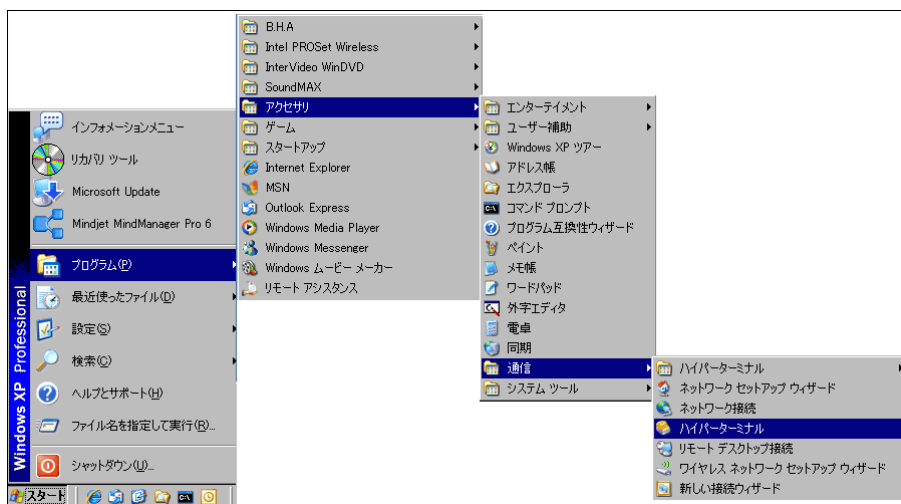 インフォメーションメニュー
リカバリ ツール
Microsoft Update
Mindjet MindManager Pro 6
プログラム(P)
最近使ったファイル(D)
設定(S)
検索(C)
ヘルプとサポート(H)
ファイル名を指定して実行(R)...
シャットダウン(U)...
Windows XP Professional
スタート
B.H.A
Intel PROSet Wireless
InterVideo WinDVD
SoundMAX
アクセサリ
ゲーム
スタートアップ
Internet Explorer
MSN
Outlook Express
Windows Media Player
Windows Messenger
Windows ムービー メーカー
リモート アシスタンス
エンターテイメント
ユーザー補助
Windows XP ツアー
アドレス帳
エクスプローラ
コマンド プロンプト
プログラム互換性ウィザード
ペイント
メモ帳
ワードパッド
外字エディタ
電卓
同期
通信
システム ツール
ハイパーターミナル
ネットワーク セットアップ ウィザード
ネットワーク接続
ハイパーターミナル
リモート デスクトップ接続
ワイヤレス ネットワーク セットアップ ウィザード
新しい接続ウィザード